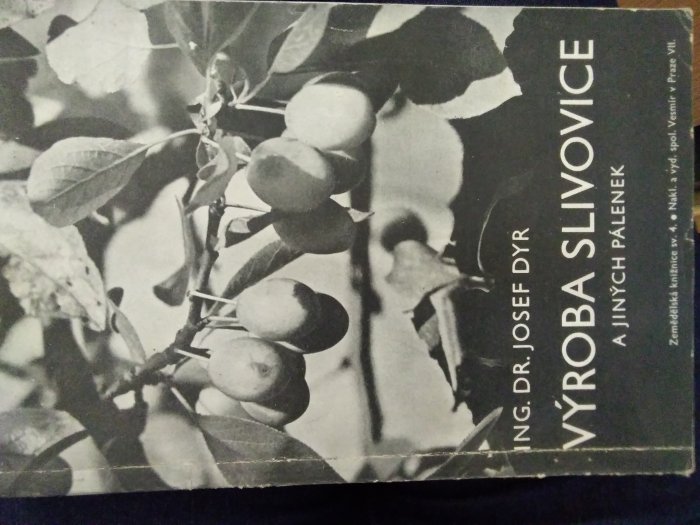 ING. DR. JOSEF DYR
VÝROBA SLIVOVICE
A JINÝCH PÁLENEK
Zemědělská knižnice sv. 4. ● Nakl. a vyd. spol. Vesmír v Praze VII.